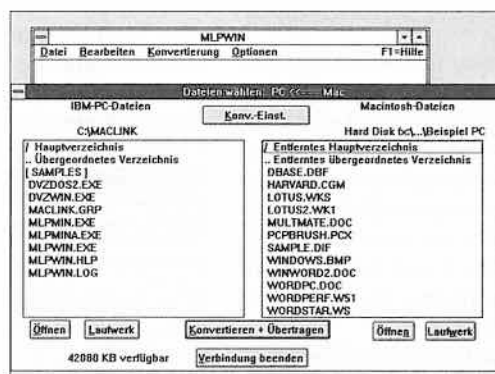 MLPWIN
Datei Bearbeiten Konvertierung Optionen F1=Hilfe
Dateien wählen: PC <<---- Mac
IBM-PC-Dateien
Konv.-Einst.
Macintosh-Dateien
C:\MACLINK
Hard Disk fx:\...\Beispiel PC
/ Hauptverzeichnis
.. Übergeordnetes Verzeichnis
[ SAMPLES ]
DVZDOS2.EXE
DVZWIN.EXE
MACLINK.GRP
MLPMIN.EXE
MLPMINA.EXE
MLPWIN.EXE
MLPWIN.HLP
MLPWIN.LOG
/ Entferntes Hauptverzeichnis
.. Entferntes übergeordnetes Verzeichnis
DBASE.DBF
HARVARD.CGM
LOTUS.WKS
LOTUS2.WK1
MULTMATE.DOC
PCPBRUSH.PCX
SAMPLE.DIF
WINDOWS.BMP
WINWORD2.DOC
WORDPC.DOC
WORDPERF.WS1
WORDSTAR.WS
Öffnen Laufwerk Konvertieren + Übertragen Öffnen Laufwerk
42080 KB verfügbar Verbindung beenden